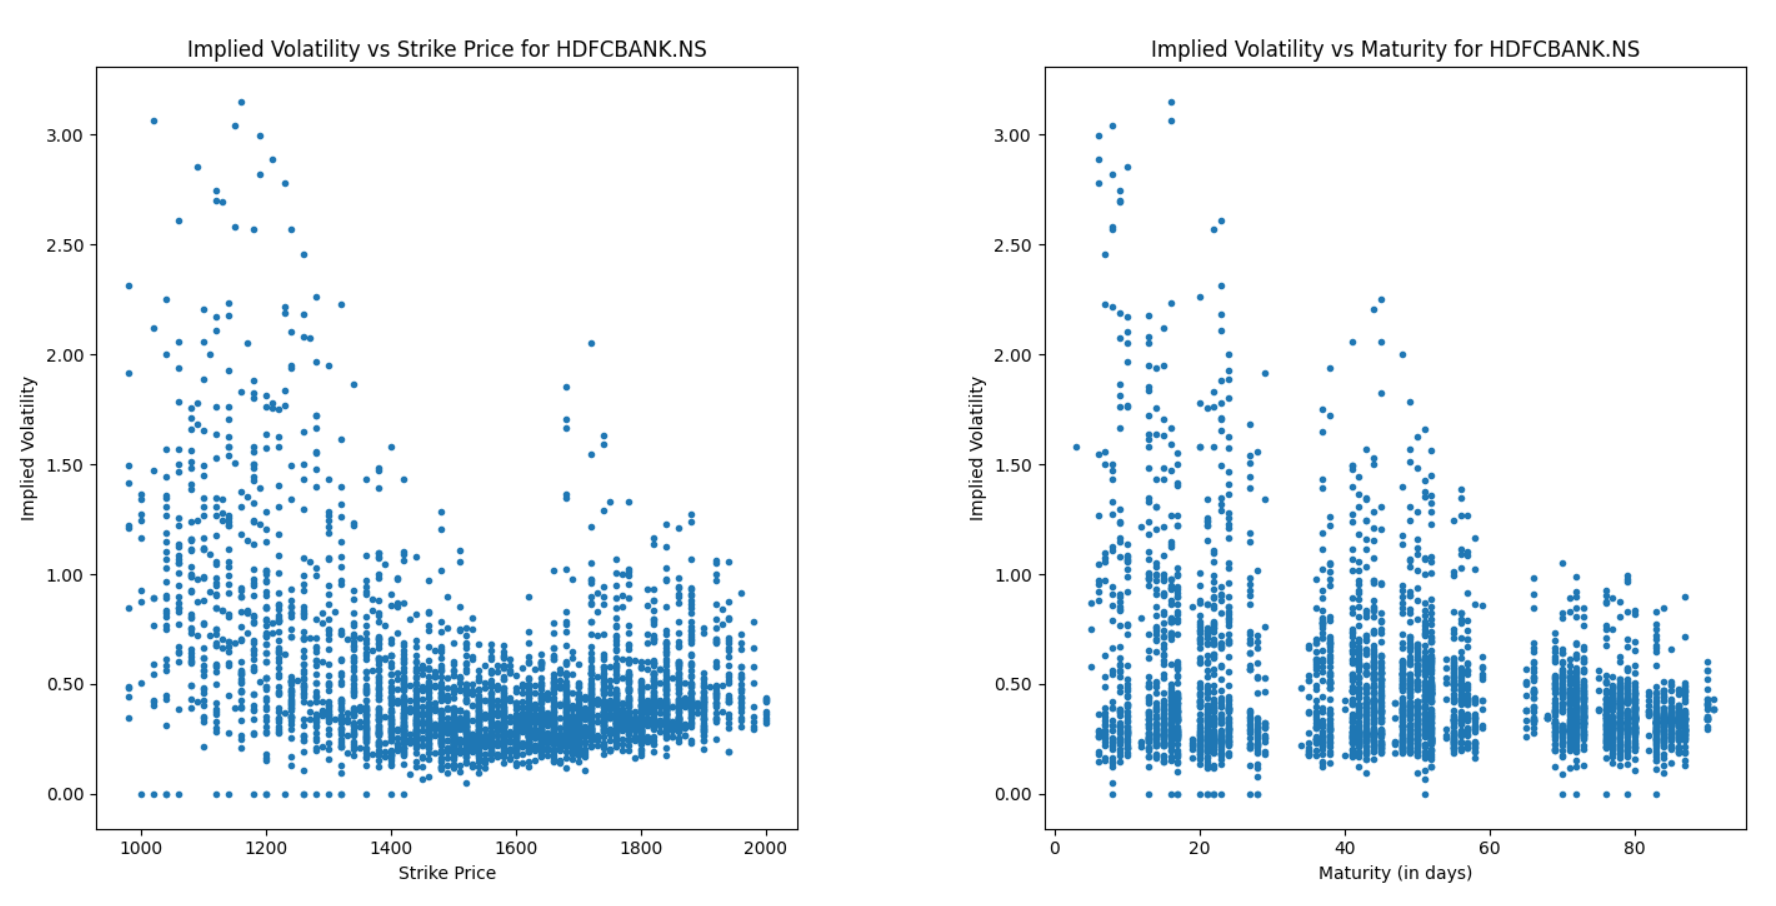 Implied Volatility vs Strike Price for HDFCBANK.NS
3.00
2.50
2.00
1.50
1.00
0.50
0.00
Implied Volatility
1000 1200 1400 1600 1800 2000
Strike Price
Implied Volatility vs Maturity for HDFCBANK.NS
3.00
2.50
2.00
1.50
1.00
0.50
0.00
Implied Volatility
0 20 40 60 80
Maturity (in days)